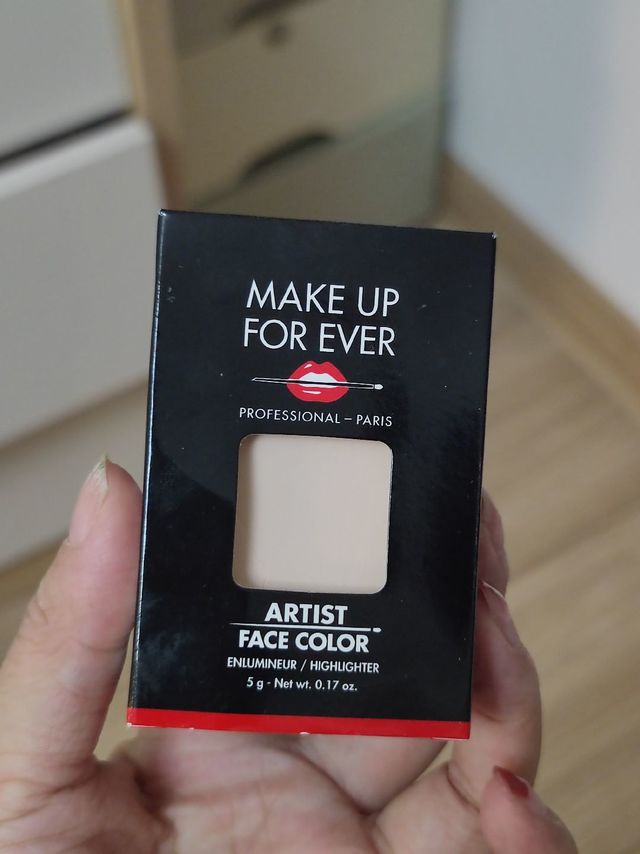 MAKE UP
FOR EVER
PROFESSIONAL – PARIS
ARTIST
FACE COLOR
ENLUMINEUR / HIGHLIGHTER
5 g - Net wt. 0.17 oz.